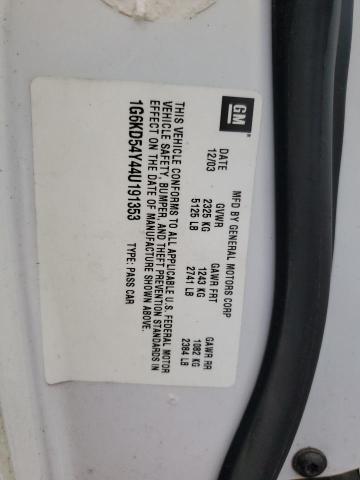 GM
MFD BY GENERAL MOTORS CORP
DATE GVWR GAWR FRT GAWR RR
12/03 2325 KG 1243 KG 1082 KG
5125 LB 2741 LB 2384 LB
THIS VEHICLE CONFORMS TO ALL APPLICABLE U.S. FEDERAL MOTOR
VEHICLE SAFETY, BUMPER, AND THEFT PREVENTION STANDARDS IN
EFFECT ON THE DATE OF MANUFACTURE SHOWN ABOVE.
1G6KD54Y44U191353 TYPE: PASS CAR